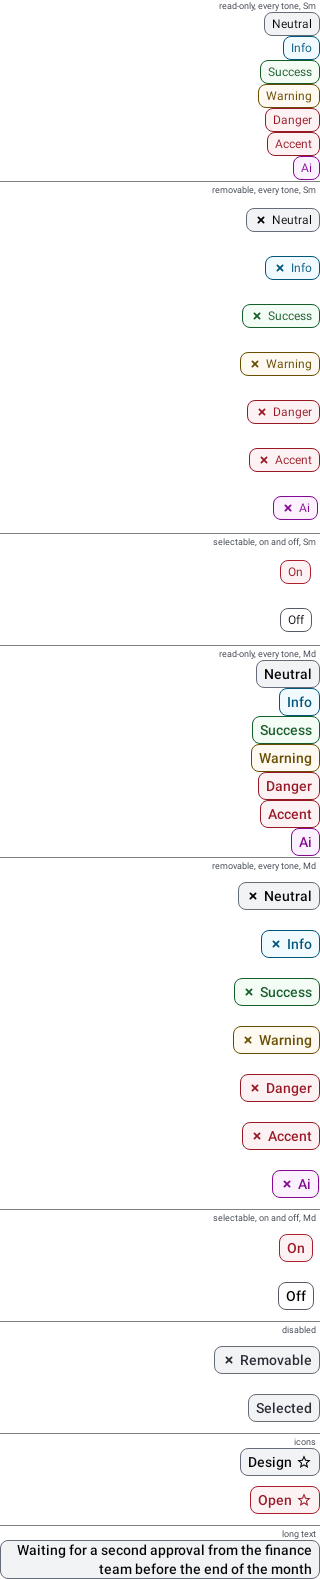 read-only, every tone, Sm
Neutral
Info
Success
Warning
Danger
Accent
Ai
removable, every tone, Sm
Neutral
Info
Success
Warning
Danger
Accent
Ai
selectable, on and off, Sm
On
Off
read-only, every tone, Md
Neutral
Info
Success
Warning
Danger
Accent
Ai
removable, every tone, Md
Neutral
Info
Success
Warning
Danger
Accent
Ai
selectable, on and off, Md
On
Off
disabled
Removable
Selected
icons
Design
Open
long text
Waiting for a second approval from the finance
team before the end of the month